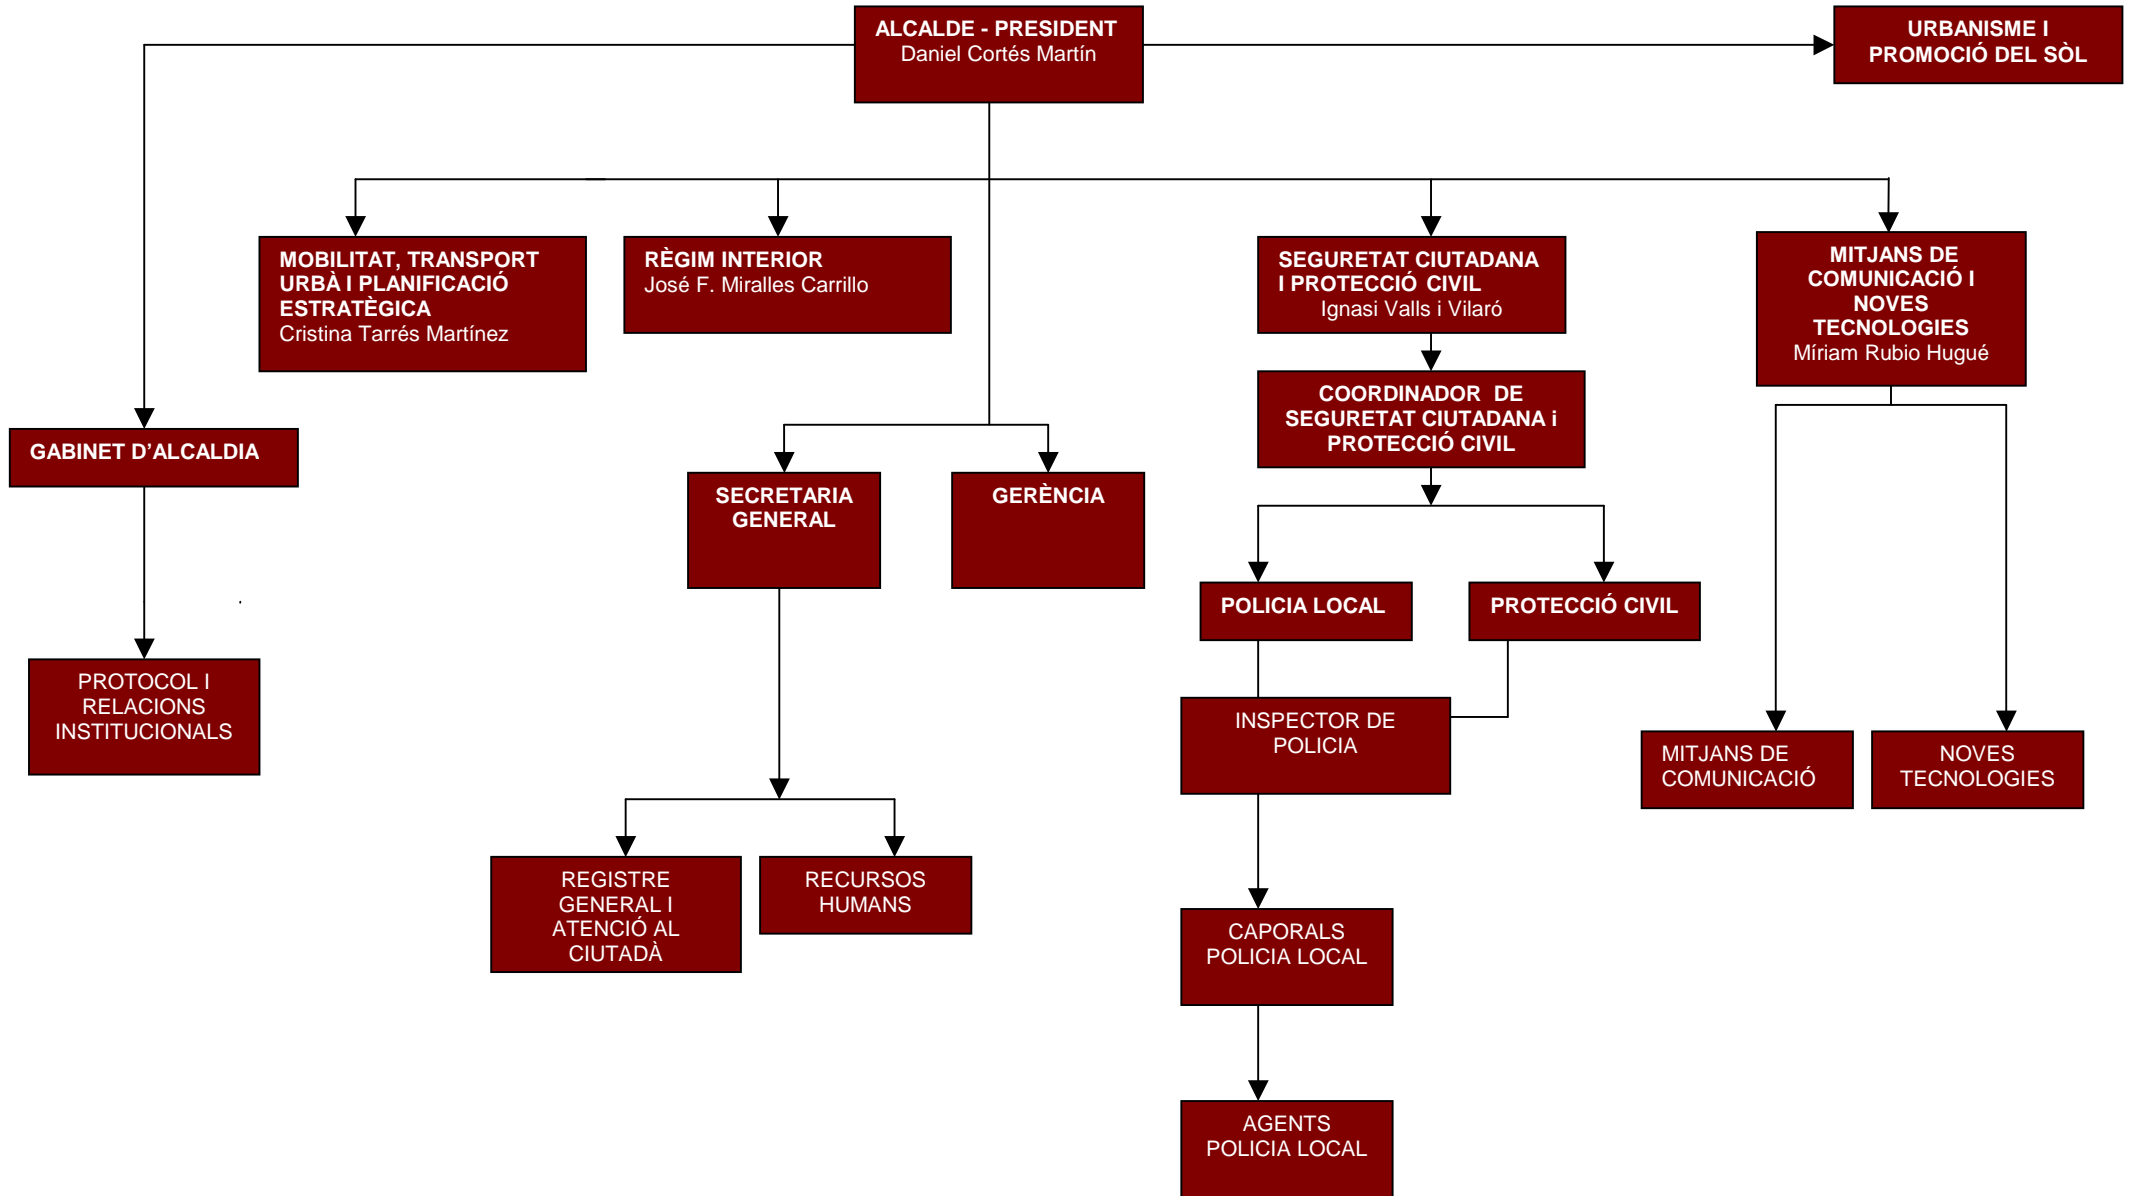 ALCALDE - PRESIDENT
Daniel Cortés Martín
URBANISME I
PROMOCIÓ DEL SÒL
MOBILITAT, TRANSPORT
URBÀ I PLANIFICACIÓ
ESTRATÈGICA
Cristina Tarrés Martínez
RÈGIM INTERIOR
José F. Miralles Carrillo
SEGURETAT CIUTADANA
I PROTECCIÓ CIVIL
Ignasi Valls i Vilaró
MITJANS DE
COMUNICACIÓ I
NOVES
TECNOLOGIES
Míriam Rubio Hugué
COORDINADOR DE
SEGURETAT CIUTADANA i
PROTECCIÓ CIVIL
GABINET D’ALCALDIA
SECRETARIA
GENERAL
GERÈNCIA
POLICIA LOCAL
PROTECCIÓ CIVIL
PROTOCOL I
RELACIONS
INSTITUCIONALS
INSPECTOR DE
POLICIA
MITJANS DE
COMUNICACIÓ
NOVES
TECNOLOGIES
REGISTRE
GENERAL I
ATENCIÓ AL
CIUTADÀ
RECURSOS
HUMANS
CAPORALS
POLICIA LOCAL
AGENTS
POLICIA LOCAL